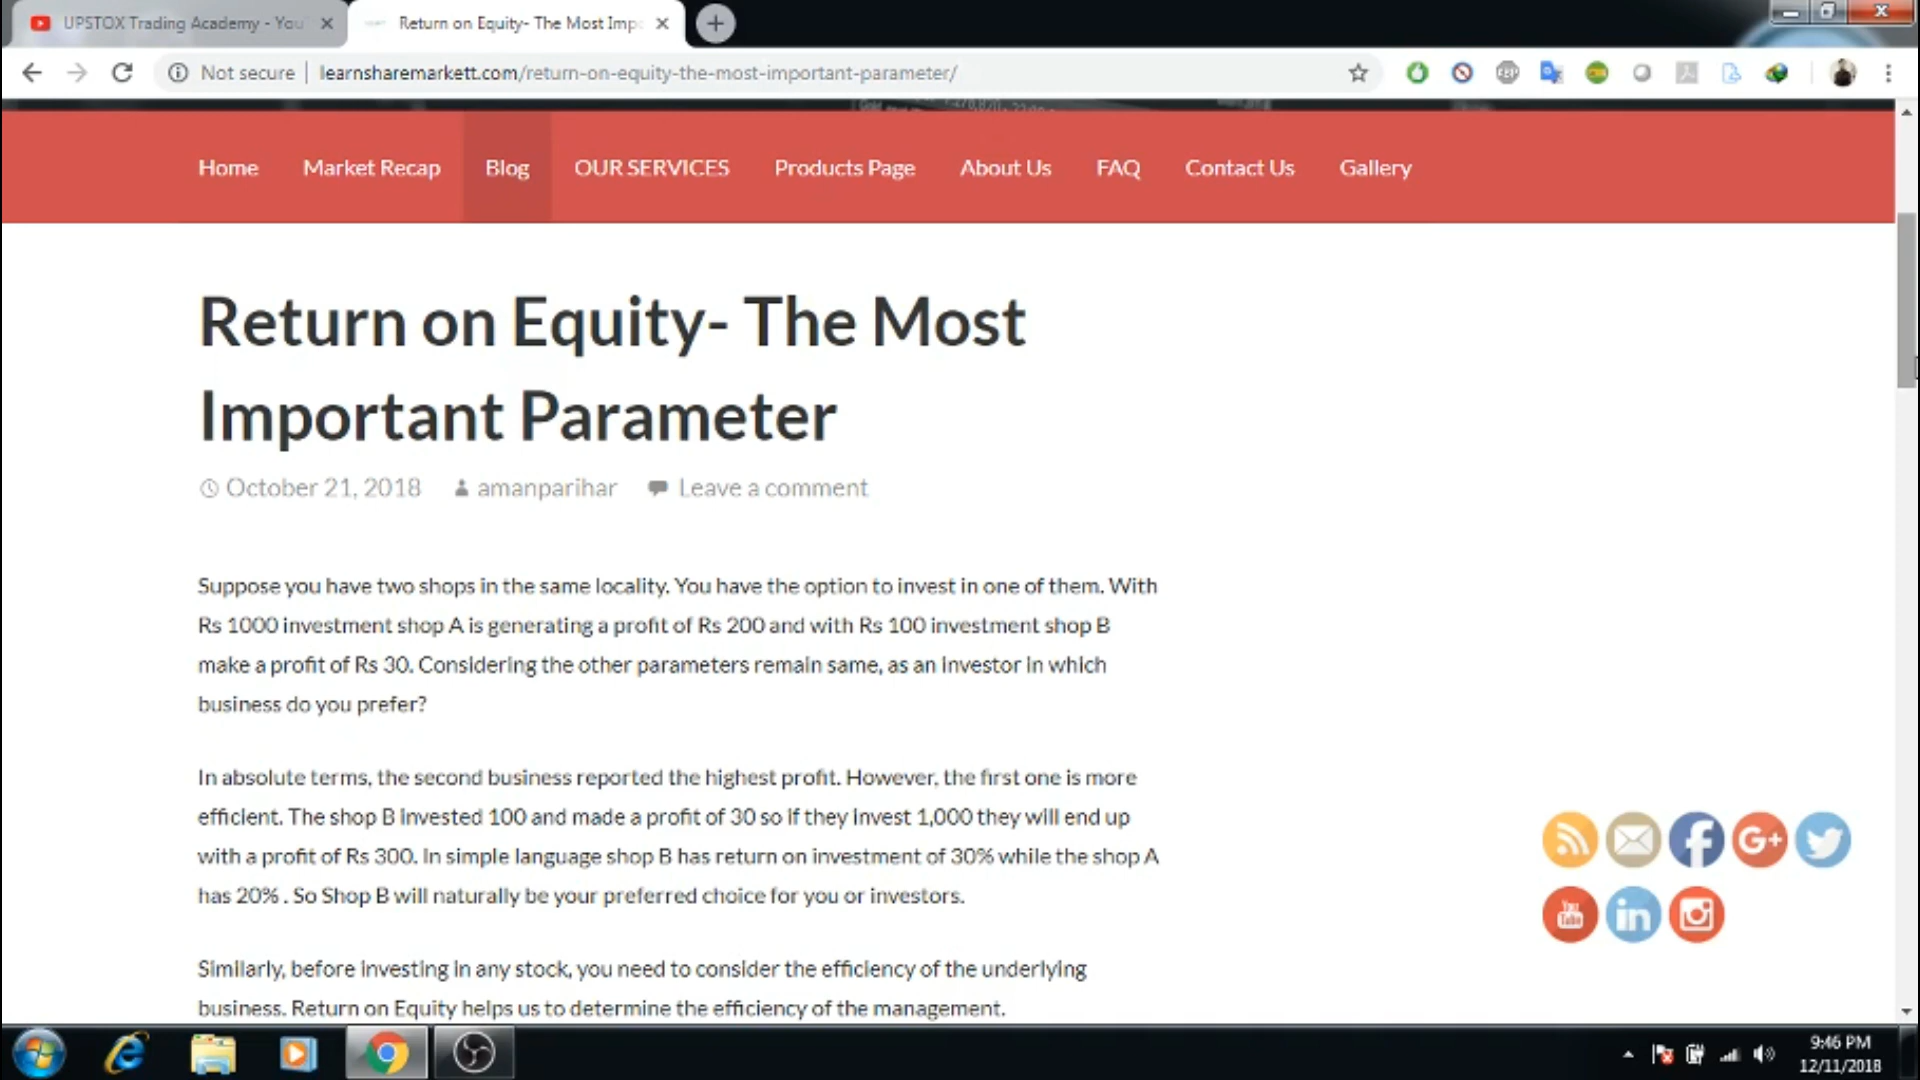 UPSTOX Trading Academy - You
Return on Equity- The Most Imp
Not secure
learnsharemarkett.com/return-on-equity-the-most-important-parameter/
Home
Market Recap
Blog
OUR SERVICES
Products Page
About Us
FAQ
Contact Us
Gallery
Return on Equity- The Most
Important Parameter
October 21, 2018
amanparihar
Leave a comment
Suppose you have two shops in the same locality. You have the option to invest in one of them. With
Rs 1000 investment shop A is generating a profit of Rs 200 and with Rs 100 investment shop B
make a profit of Rs 30. Considering the other parameters remain same, as an investor in which
business do you prefer?
In absolute terms, the second business reported the highest profit. However, the first one is more
efficient. The shop B invested 100 and made a profit of 30 so if they invest 1,000 they will end up
with a profit of Rs 300. In simple language shop B has return on investment of 30% while the shop A
has 20% . So Shop B will naturally be your preferred choice for you or investors.
Similarly, before investing in any stock, you need to consider the efficiency of the underlying
business. Return on Equity helps us to determine the efficiency of the management.
G+
You
Tube
in
9:46 PM
12/11/2018